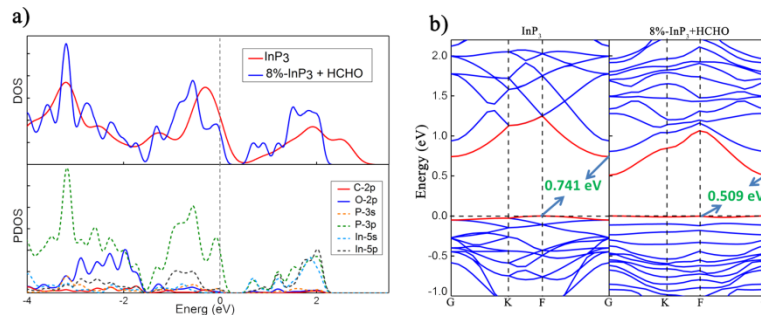 a)
DOS
InP3
8%-InP3 + HCHO
PDOS
C-2p
O-2p
P-3s
P-3p
In-5s
In-5p
-4 -2 0 2
Energ (eV)
b)
InP3 8%-InP3+HCHO
Energy (eV)
2.0
1.5
1.0
0.5
0.0
-0.5
-1.0
0.741 eV
0.509 eV
G K F G K F G